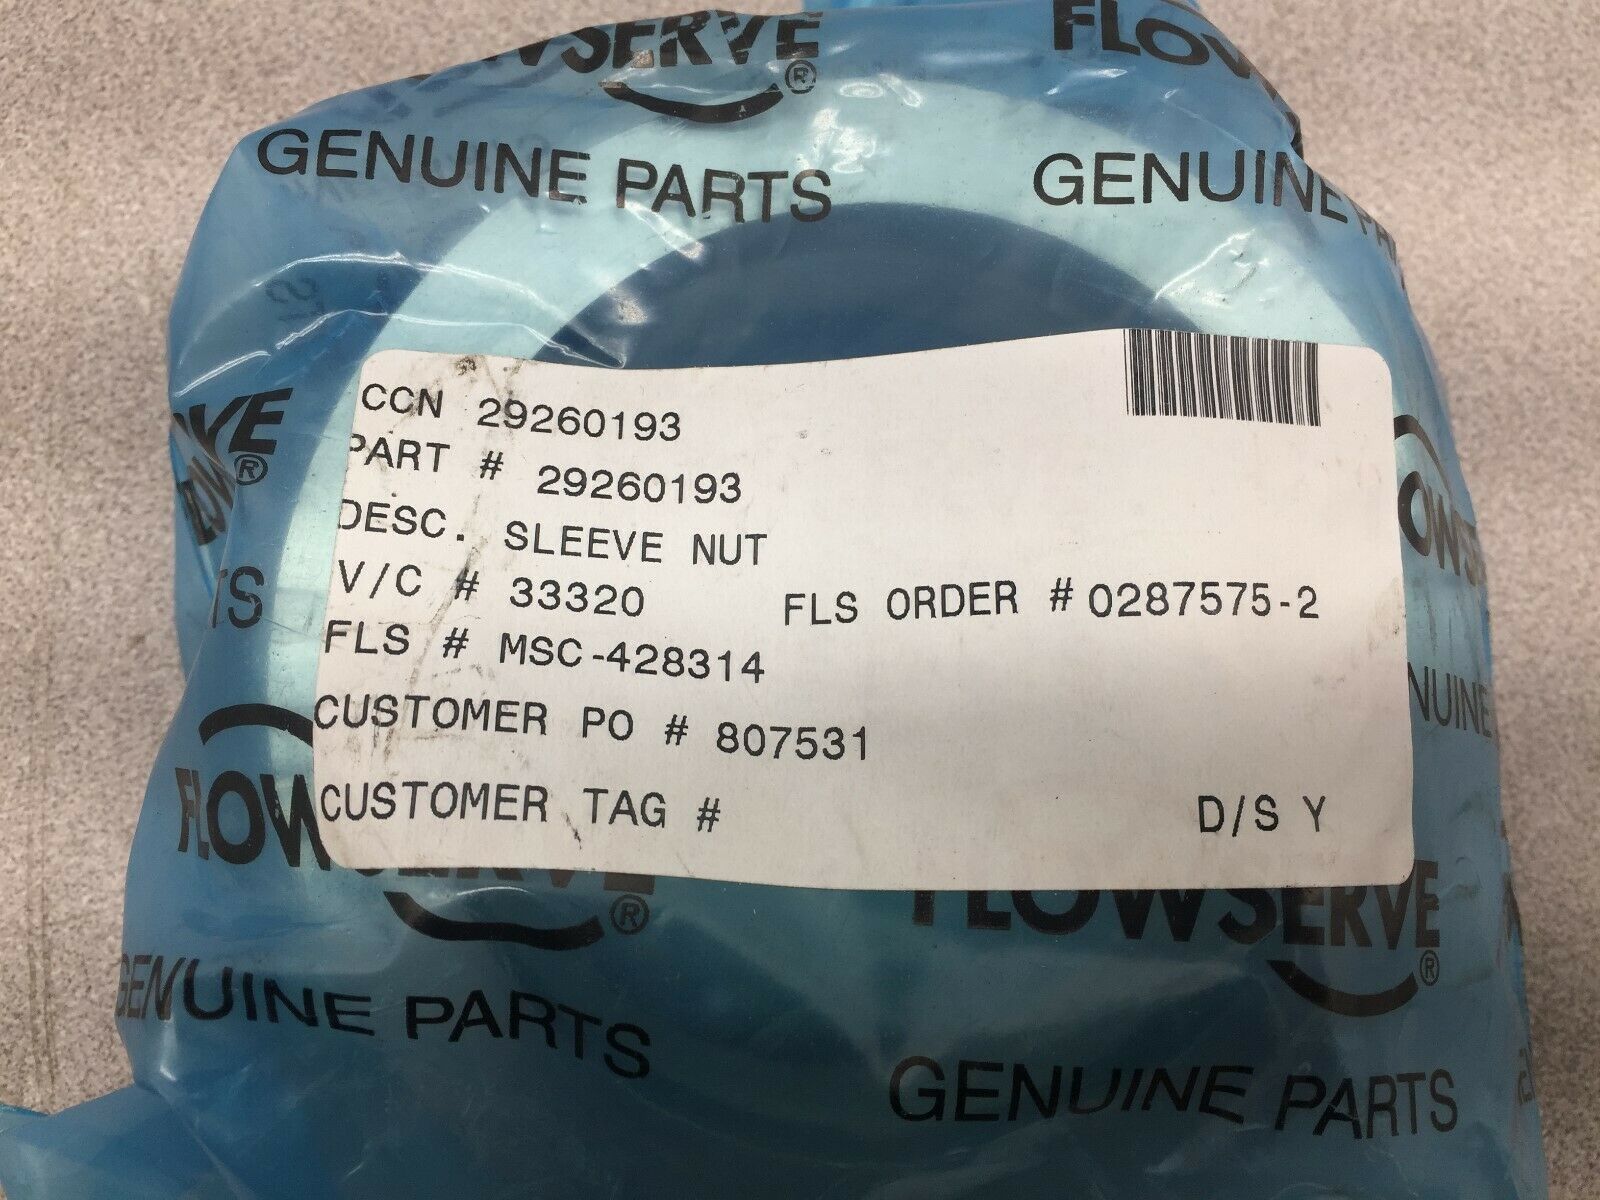 FLOWSERVE®
GENUINE PARTS
GENUINE
CCN 29260193
PART # 29260193
DESC. SLEEVE NUT
V/C # 33320 FLS ORDER # 0287575-2
FLS # MSC-428314
CUSTOMER PO # 807531
CUSTOMER TAG # D/S Y
FLOWSERVE®
GENUINE PARTS
FLOWSERVE®
GENUINE PARTS